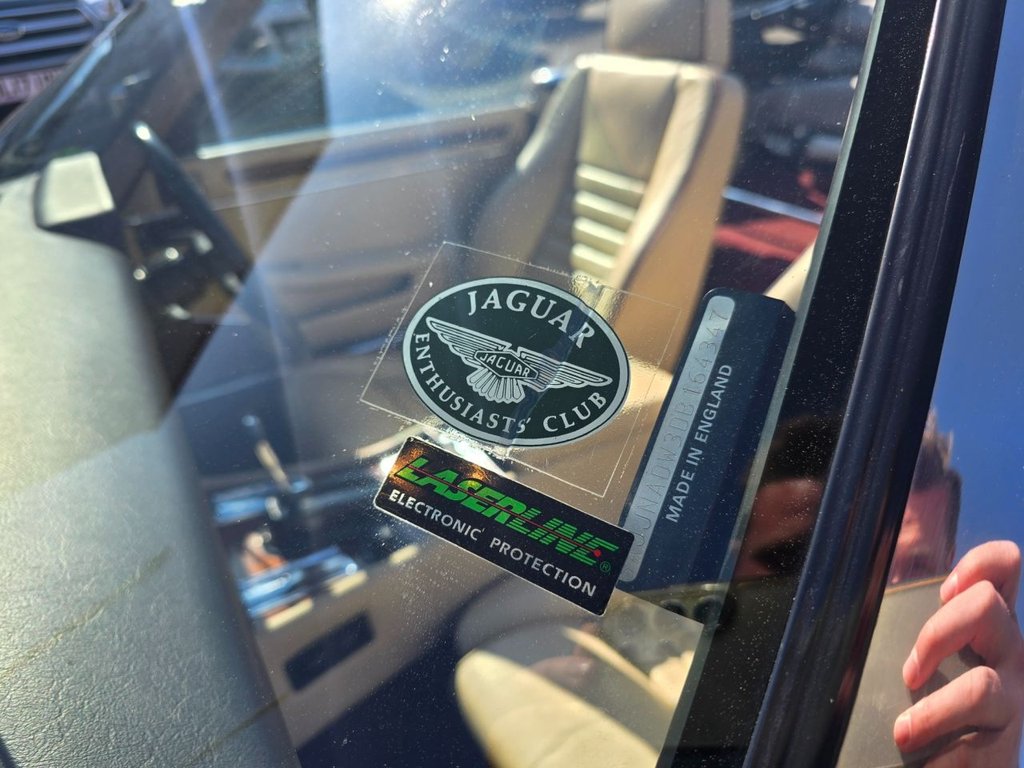 JAGUAR
JAGUAR
ENTHUSIASTS' CLUB
LASERLINE®
ELECTRONIC PROTECTION
MADE IN ENGLAND